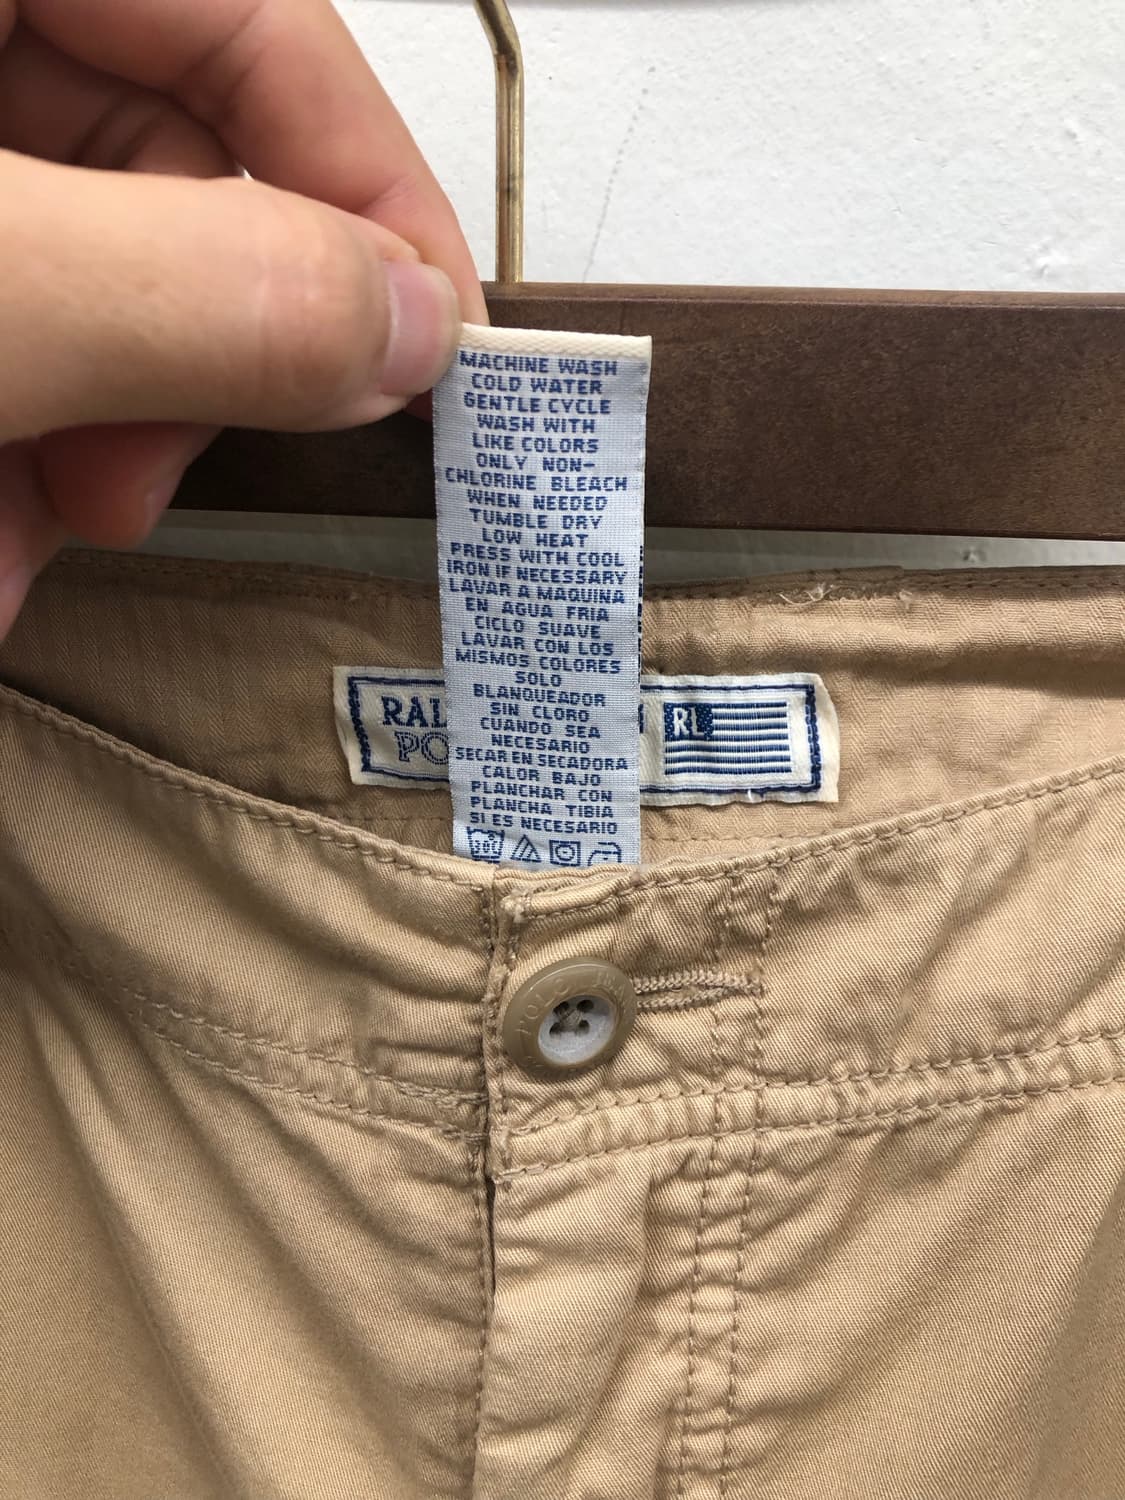 MACHINE WASH
COLD WATER
GENTLE CYCLE
WASH WITH
LIKE COLORS
ONLY NON-
CHLORINE BLEACH
WHEN NEEDED
TUMBLE DRY
LOW HEAT
PRESS WITH COOL
IRON IF NECESSARY
LAVAR A MAQUINA
EN AGUA FRIA
CICLO SUAVE
LAVAR CON LOS
MISMOS COLORES
SOLO
BLANQUEADOR
SIN CLORO
CUANDO SEA
NECESARIO
SECAR EN SECADORA
CALOR BAJO
PLANCHAR CON
PLANCHA TIBIA
SI ES NECESARIO
30C
RAL
PO
RL
POLO